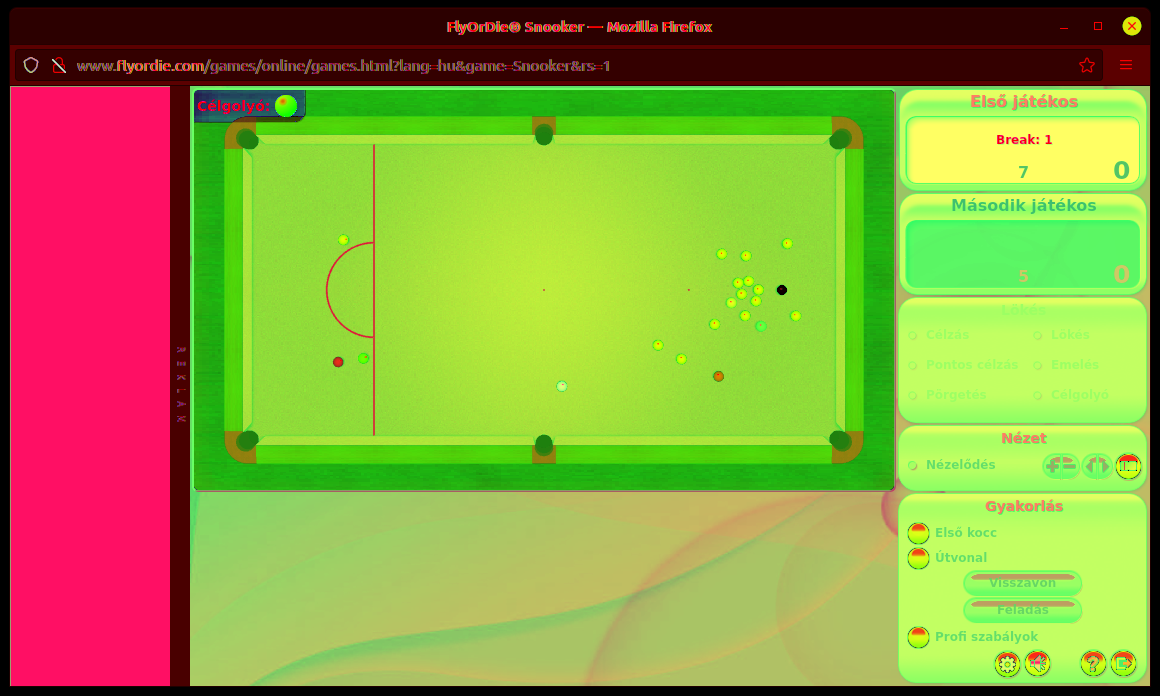 FlyOrDie® Snooker — Mozilla Firefox
www.flyordie.com/games/online/games.html?lang=hu&game=Snooker&rs=1
Célgolyó:
R E K L Á M
Első játékos
Break: 1
7 0
Második játékos
5 0
Lökés
Célzás Lökés
Pontos célzás Emelés
Pörgetés Célgolyó
Nézet
Nézelődés
Gyakorlás
Első kocc
Útvonal
Visszavon
Feladás
Profi szabályok
?